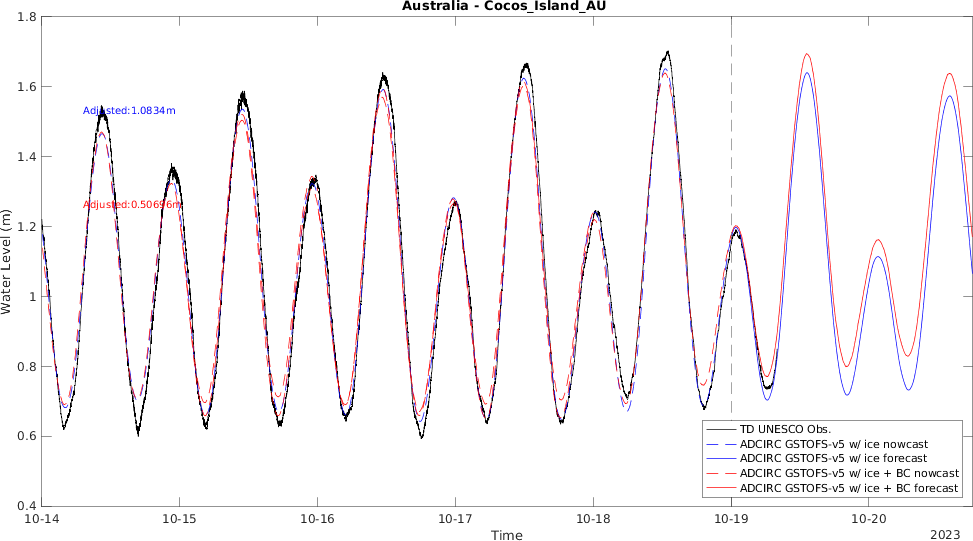 Australia - Cocos_Island_AU
1.8
1.6
1.4
1.2
1
0.8
0.6
0.4
Water Level (m)
Adjusted:1.0834m
Adjusted:0.50696m
TD UNESCO Obs.
ADCIRC GSTOFS-v5 w/ ice nowcast
ADCIRC GSTOFS-v5 w/ ice forecast
ADCIRC GSTOFS-v5 w/ ice + BC nowcast
ADCIRC GSTOFS-v5 w/ ice + BC forecast
10-14 10-15 10-16 10-17 10-18 10-19 10-20
Time
2023